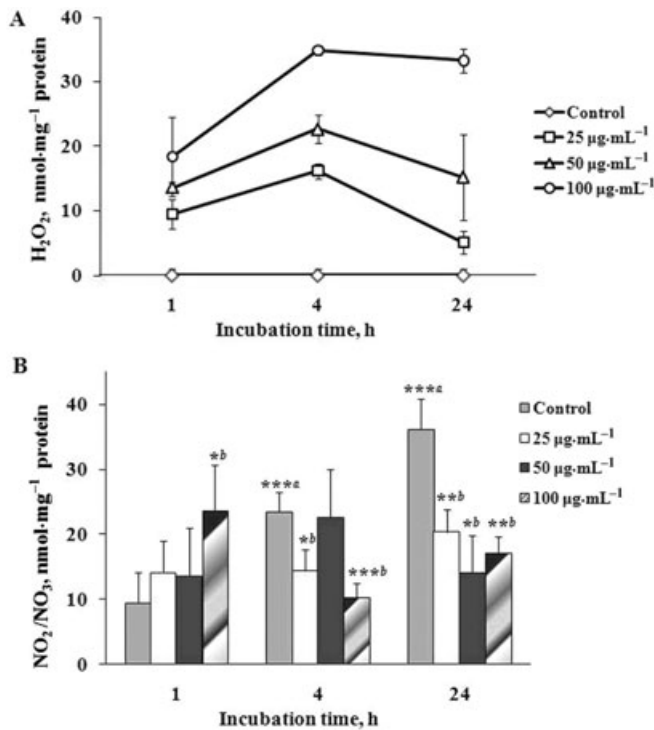 A
40
30
20
10
0
H₂O₂, nmol·mg⁻¹ protein
1 4 24
Incubation time, h
Control
25 µg·mL⁻¹
50 µg·mL⁻¹
100 µg·mL⁻¹
B
40
30
20
10
0
NO₂/NO₃, nmol·mg⁻¹ protein
*b
***a
*b
***b
***a
**b
*b
**b
1 4 24
Incubation time, h
Control
25 µg·mL⁻¹
50 µg·mL⁻¹
100 µg·mL⁻¹